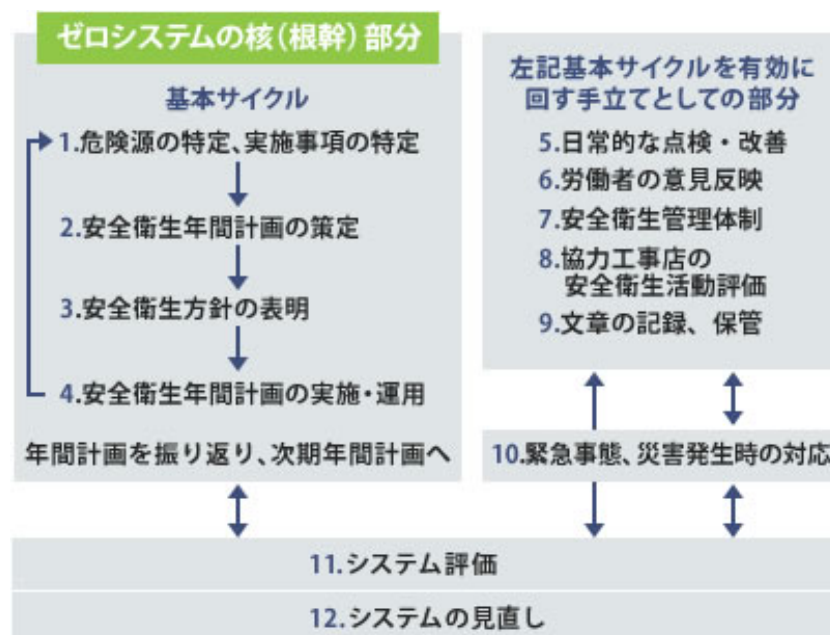 ゼロシステムの核(根幹)部分
基本サイクル
1.危険源の特定、実施事項の特定
2.安全衛生年間計画の策定
3.安全衛生方針の表明
4.安全衛生年間計画の実施・運用
年間計画を振り返り、次期年間計画へ
左記基本サイクルを有効に
回す手立てとしての部分
5.日常的な点検・改善
6.労働者の意見反映
7.安全衛生管理体制
8.協力工事店の
安全衛生活動評価
9.文章の記録、保管
10.緊急事態、災害発生時の対応
11.システム評価
12.システムの見直し